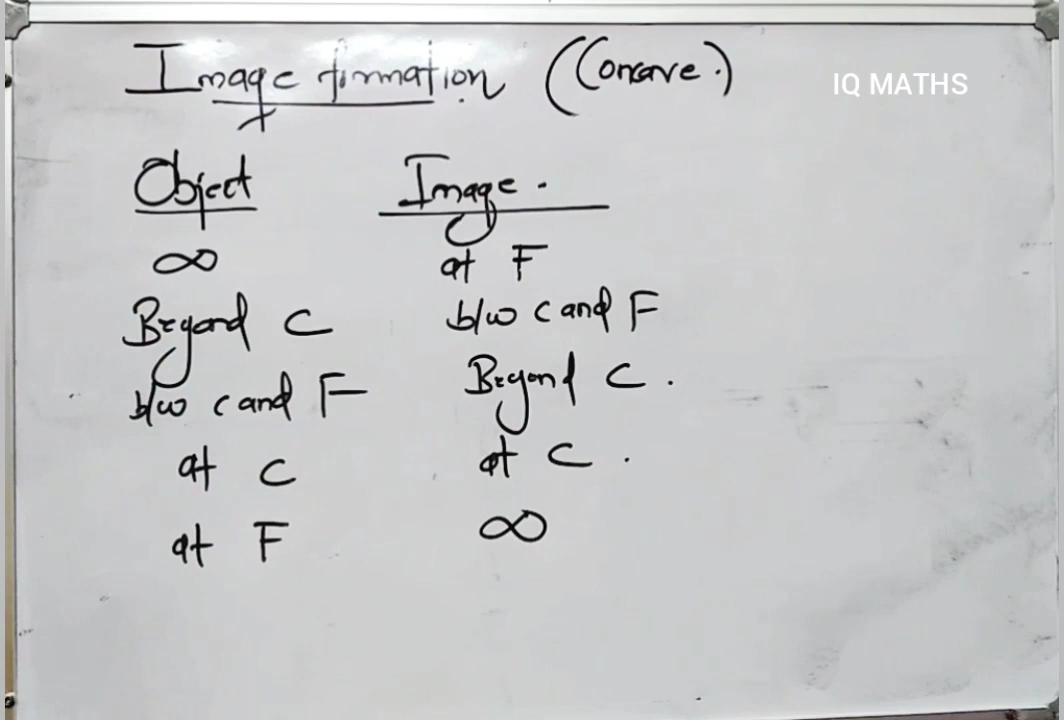 Image formation (Concave.)
IQ MATHS
Object Image.
∞ at F
Beyond C b/w C and F
b/w C and F Beyond C.
at C at C.
at F ∞